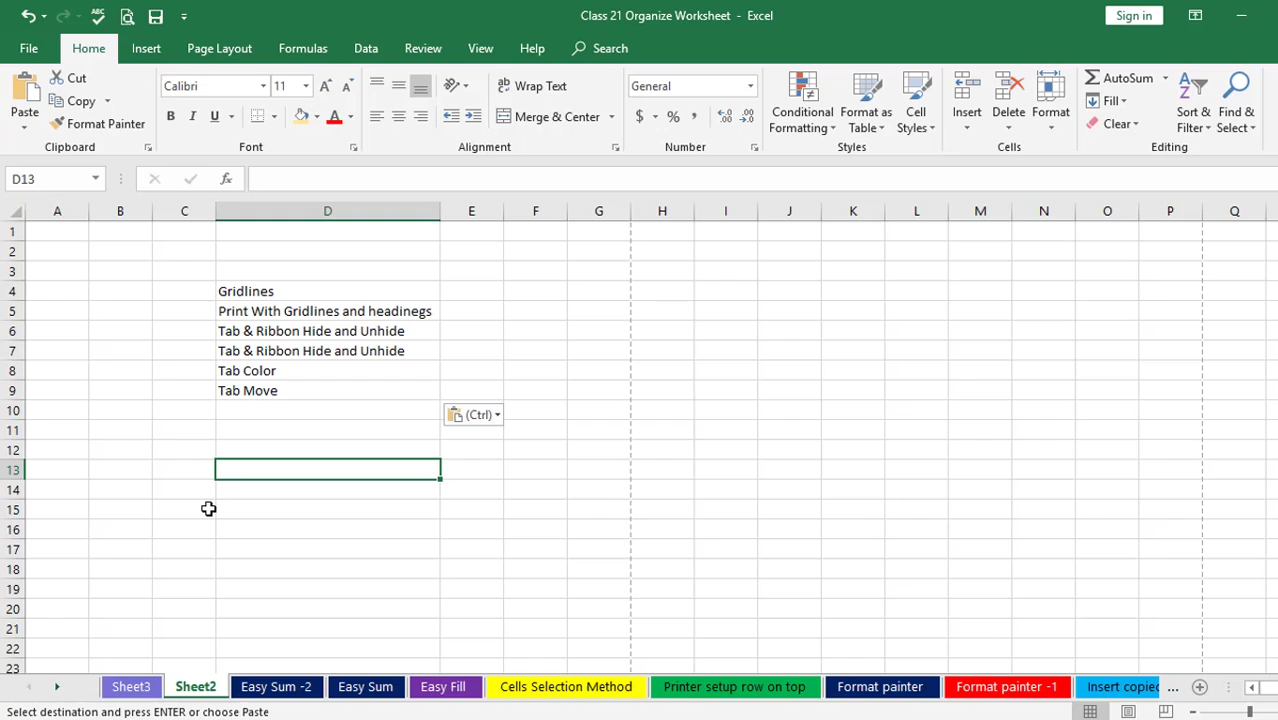 Class 21 Organize Worksheet - Excel
Sign in
File Home Insert Page Layout Formulas Data Review View Help Search
Paste
Cut
Copy
Format Painter
Calibri 11
B I U A
ab Wrap Text
Merge & Center
General
$ % ,
Conditional Formatting
Format as Table
Cell Styles
Insert Delete Format
AutoSum
Fill
Clear
Sort & Filter
Find & Select
Clipboard Font Alignment Number Styles Cells Editing
D13 fx
A B C D E F G H I J K L M N O P Q
1
2
3
4 Gridlines
5 Print With Gridlines and headinegs
6 Tab & Ribbon Hide and Unhide
7 Tab & Ribbon Hide and Unhide
8 Tab Color
9 Tab Move
10 (Ctrl)
11
12
13
14
15
16
17
18
19
20
21
22
23
Sheet3 Sheet2 Easy Sum -2 Easy Sum Easy Fill Cells Selection Method Printer setup row on top Format painter Format painter -1 Insert copied ...
Select destination and press ENTER or choose Paste